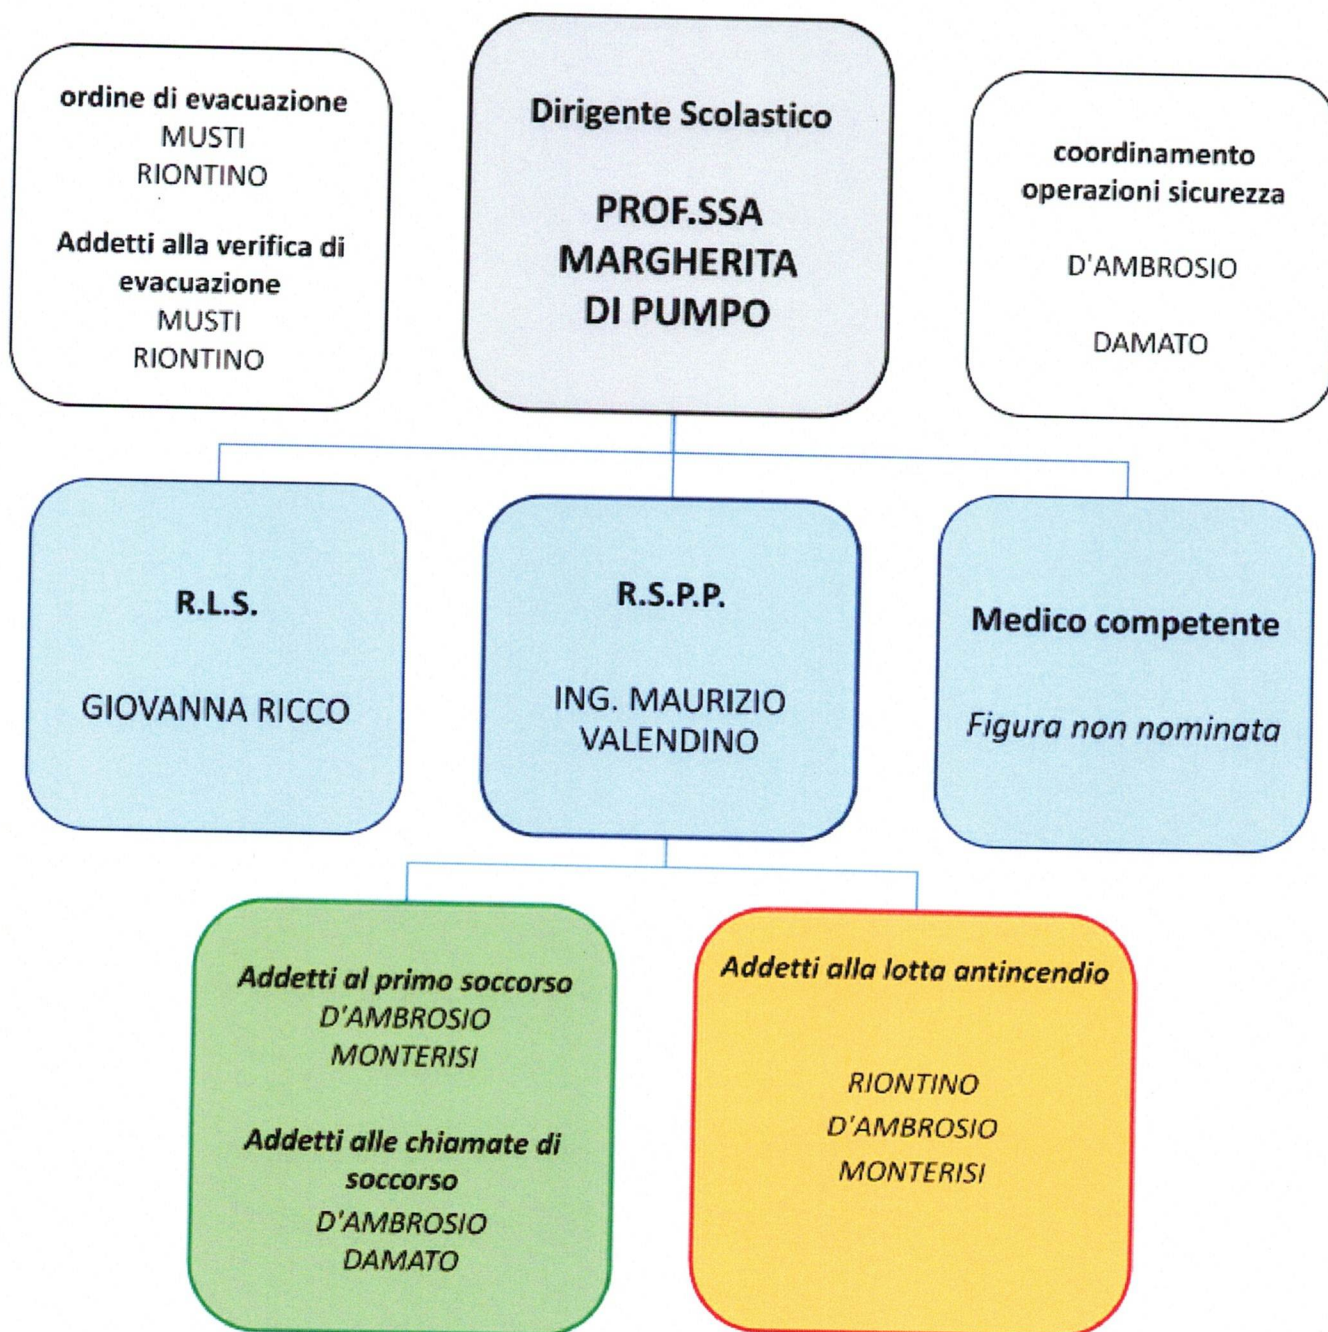 ordine di evacuazione
MUSTI
RIONTINO
Addetti alla verifica di
evacuazione
MUSTI
RIONTINO
Dirigente Scolastico
PROF.SSA
MARGHERITA
DI PUMPO
coordinamento
operazioni sicurezza
D'AMBROSIO
DAMATO
R.L.S.
GIOVANNA RICCO
R.S.P.P.
ING. MAURIZIO
VALENDINO
Medico competente
Figura non nominata
Addetti al primo soccorso
D'AMBROSIO
MONTERISI
Addetti alle chiamate di
soccorso
D'AMBROSIO
DAMATO
Addetti alla lotta antincendio
RIONTINO
D'AMBROSIO
MONTERISI